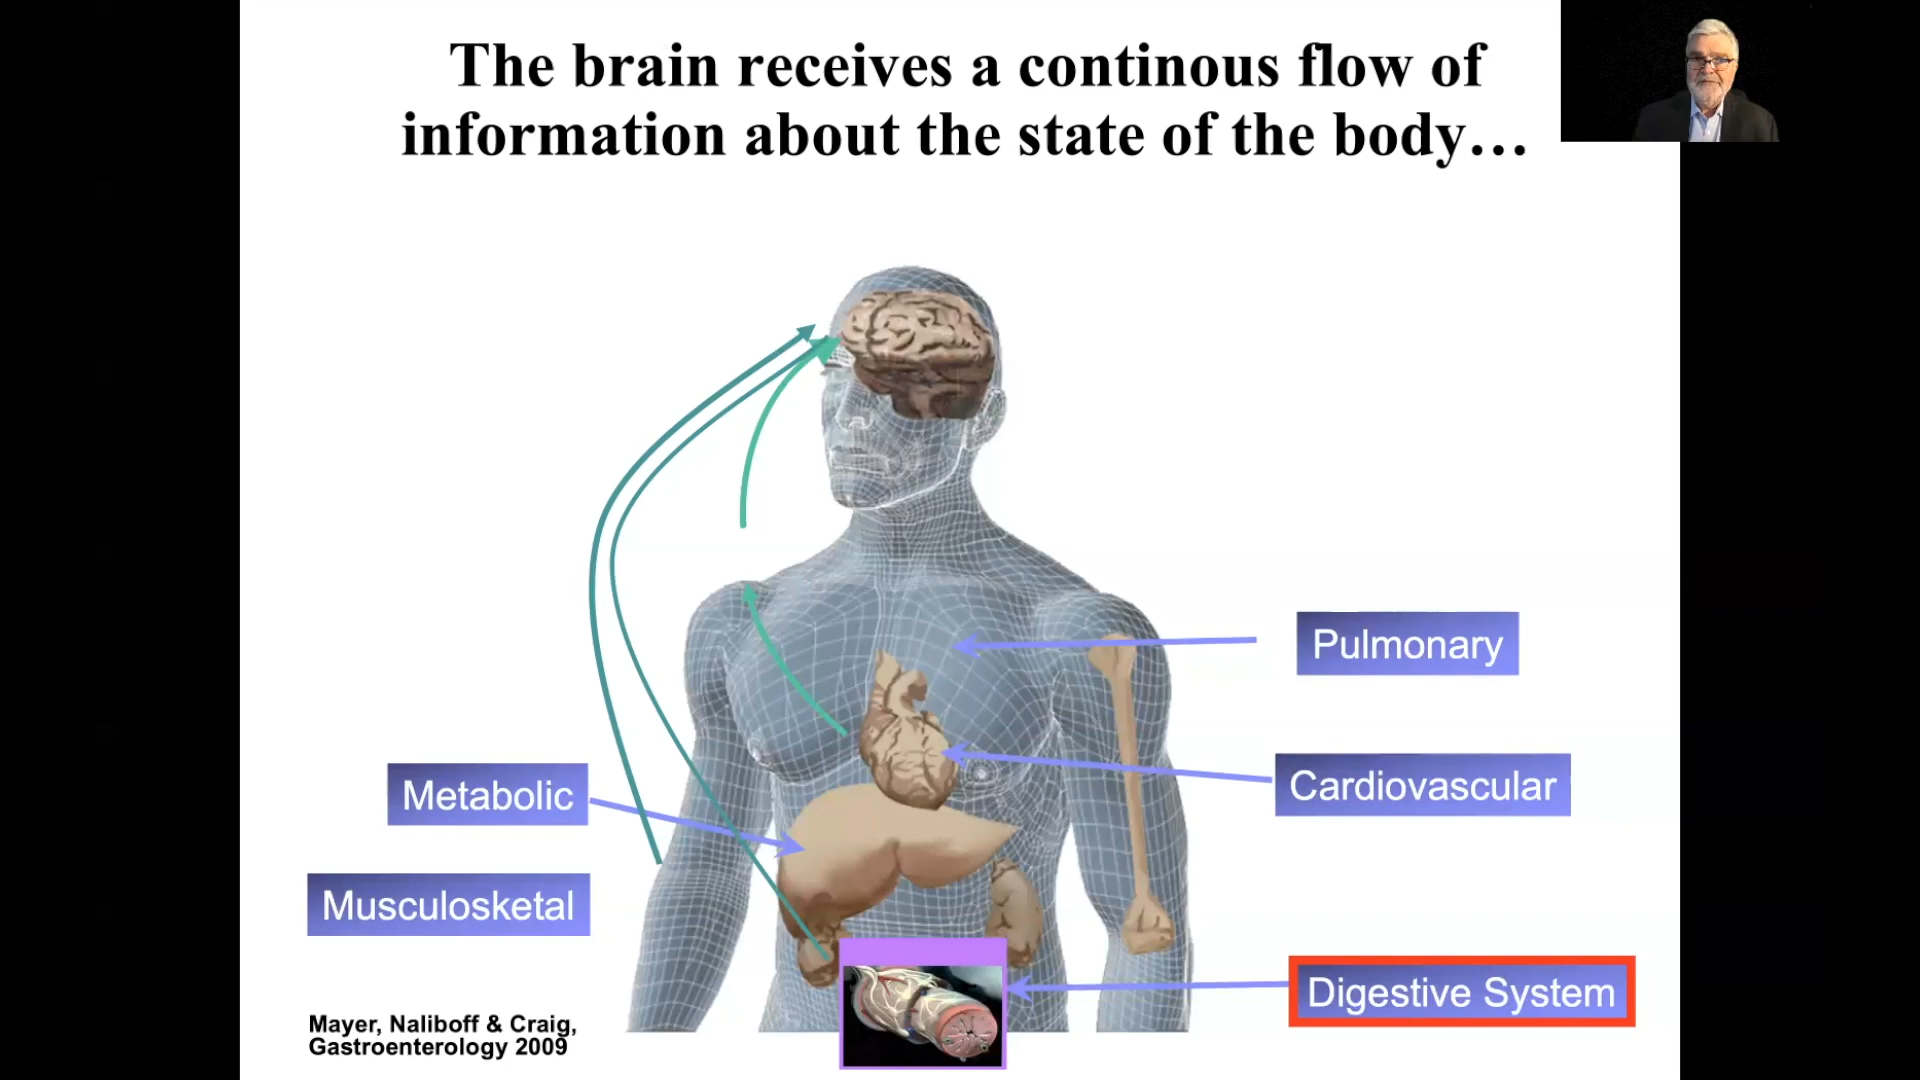 The brain receives a continous flow of
information about the state of the body…
Pulmonary
Metabolic
Cardiovascular
Musculosketal
Digestive System
Mayer, Naliboff & Craig,
Gastroenterology 2009